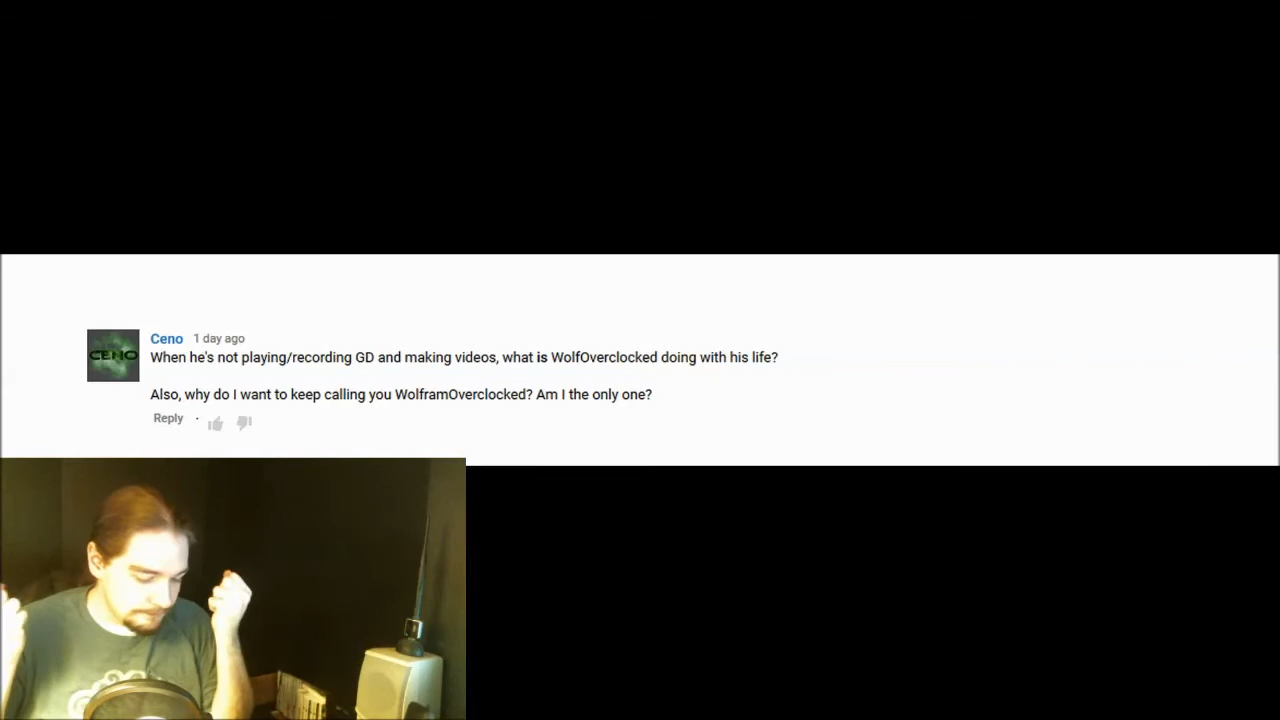 CENO
Ceno 1 day ago
When he's not playing/recording GD and making videos, what is WolfOverclocked doing with his life?
Also, why do I want to keep calling you WolframOverclocked? Am I the only one?
Reply ·